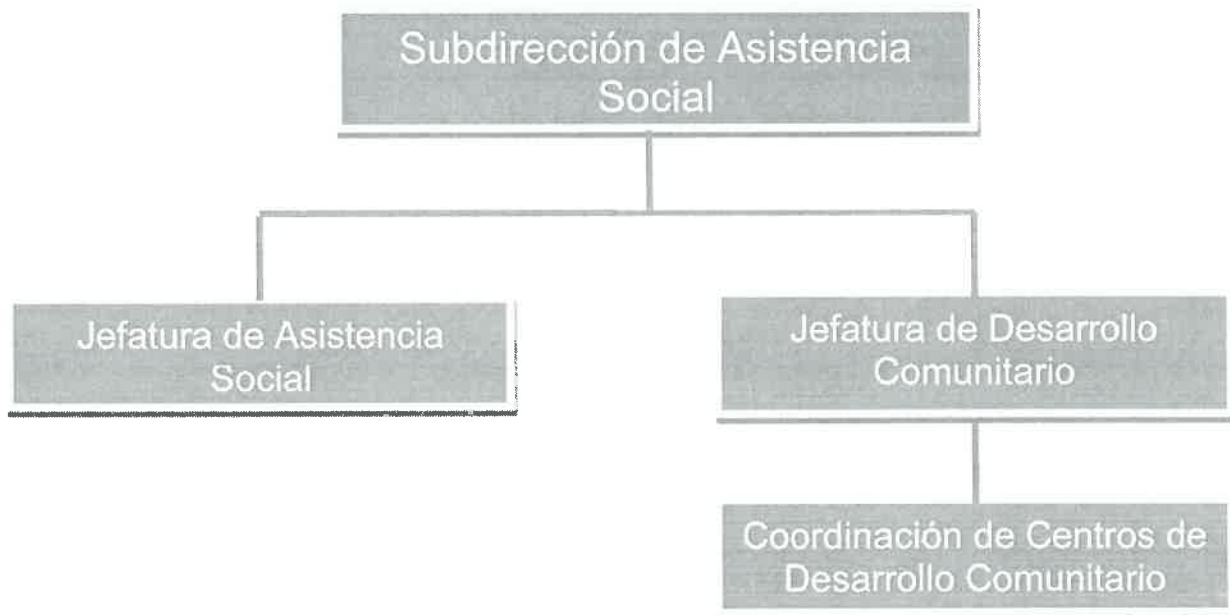 Subdirección de Asistencia
Social
Jefatura de Asistencia
Social
Jefatura de Desarrollo
Comunitario
Coordinación de Centros de
Desarrollo Comunitario